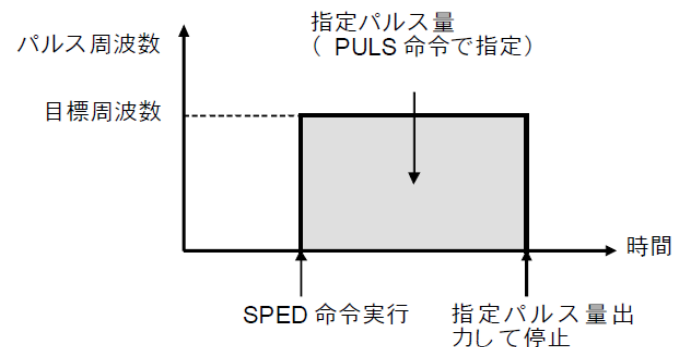 指定パルス量
( PULS 命令で指定)
パルス周波数
目標周波数
時間
SPED 命令実行
指定パルス量出
力して停止